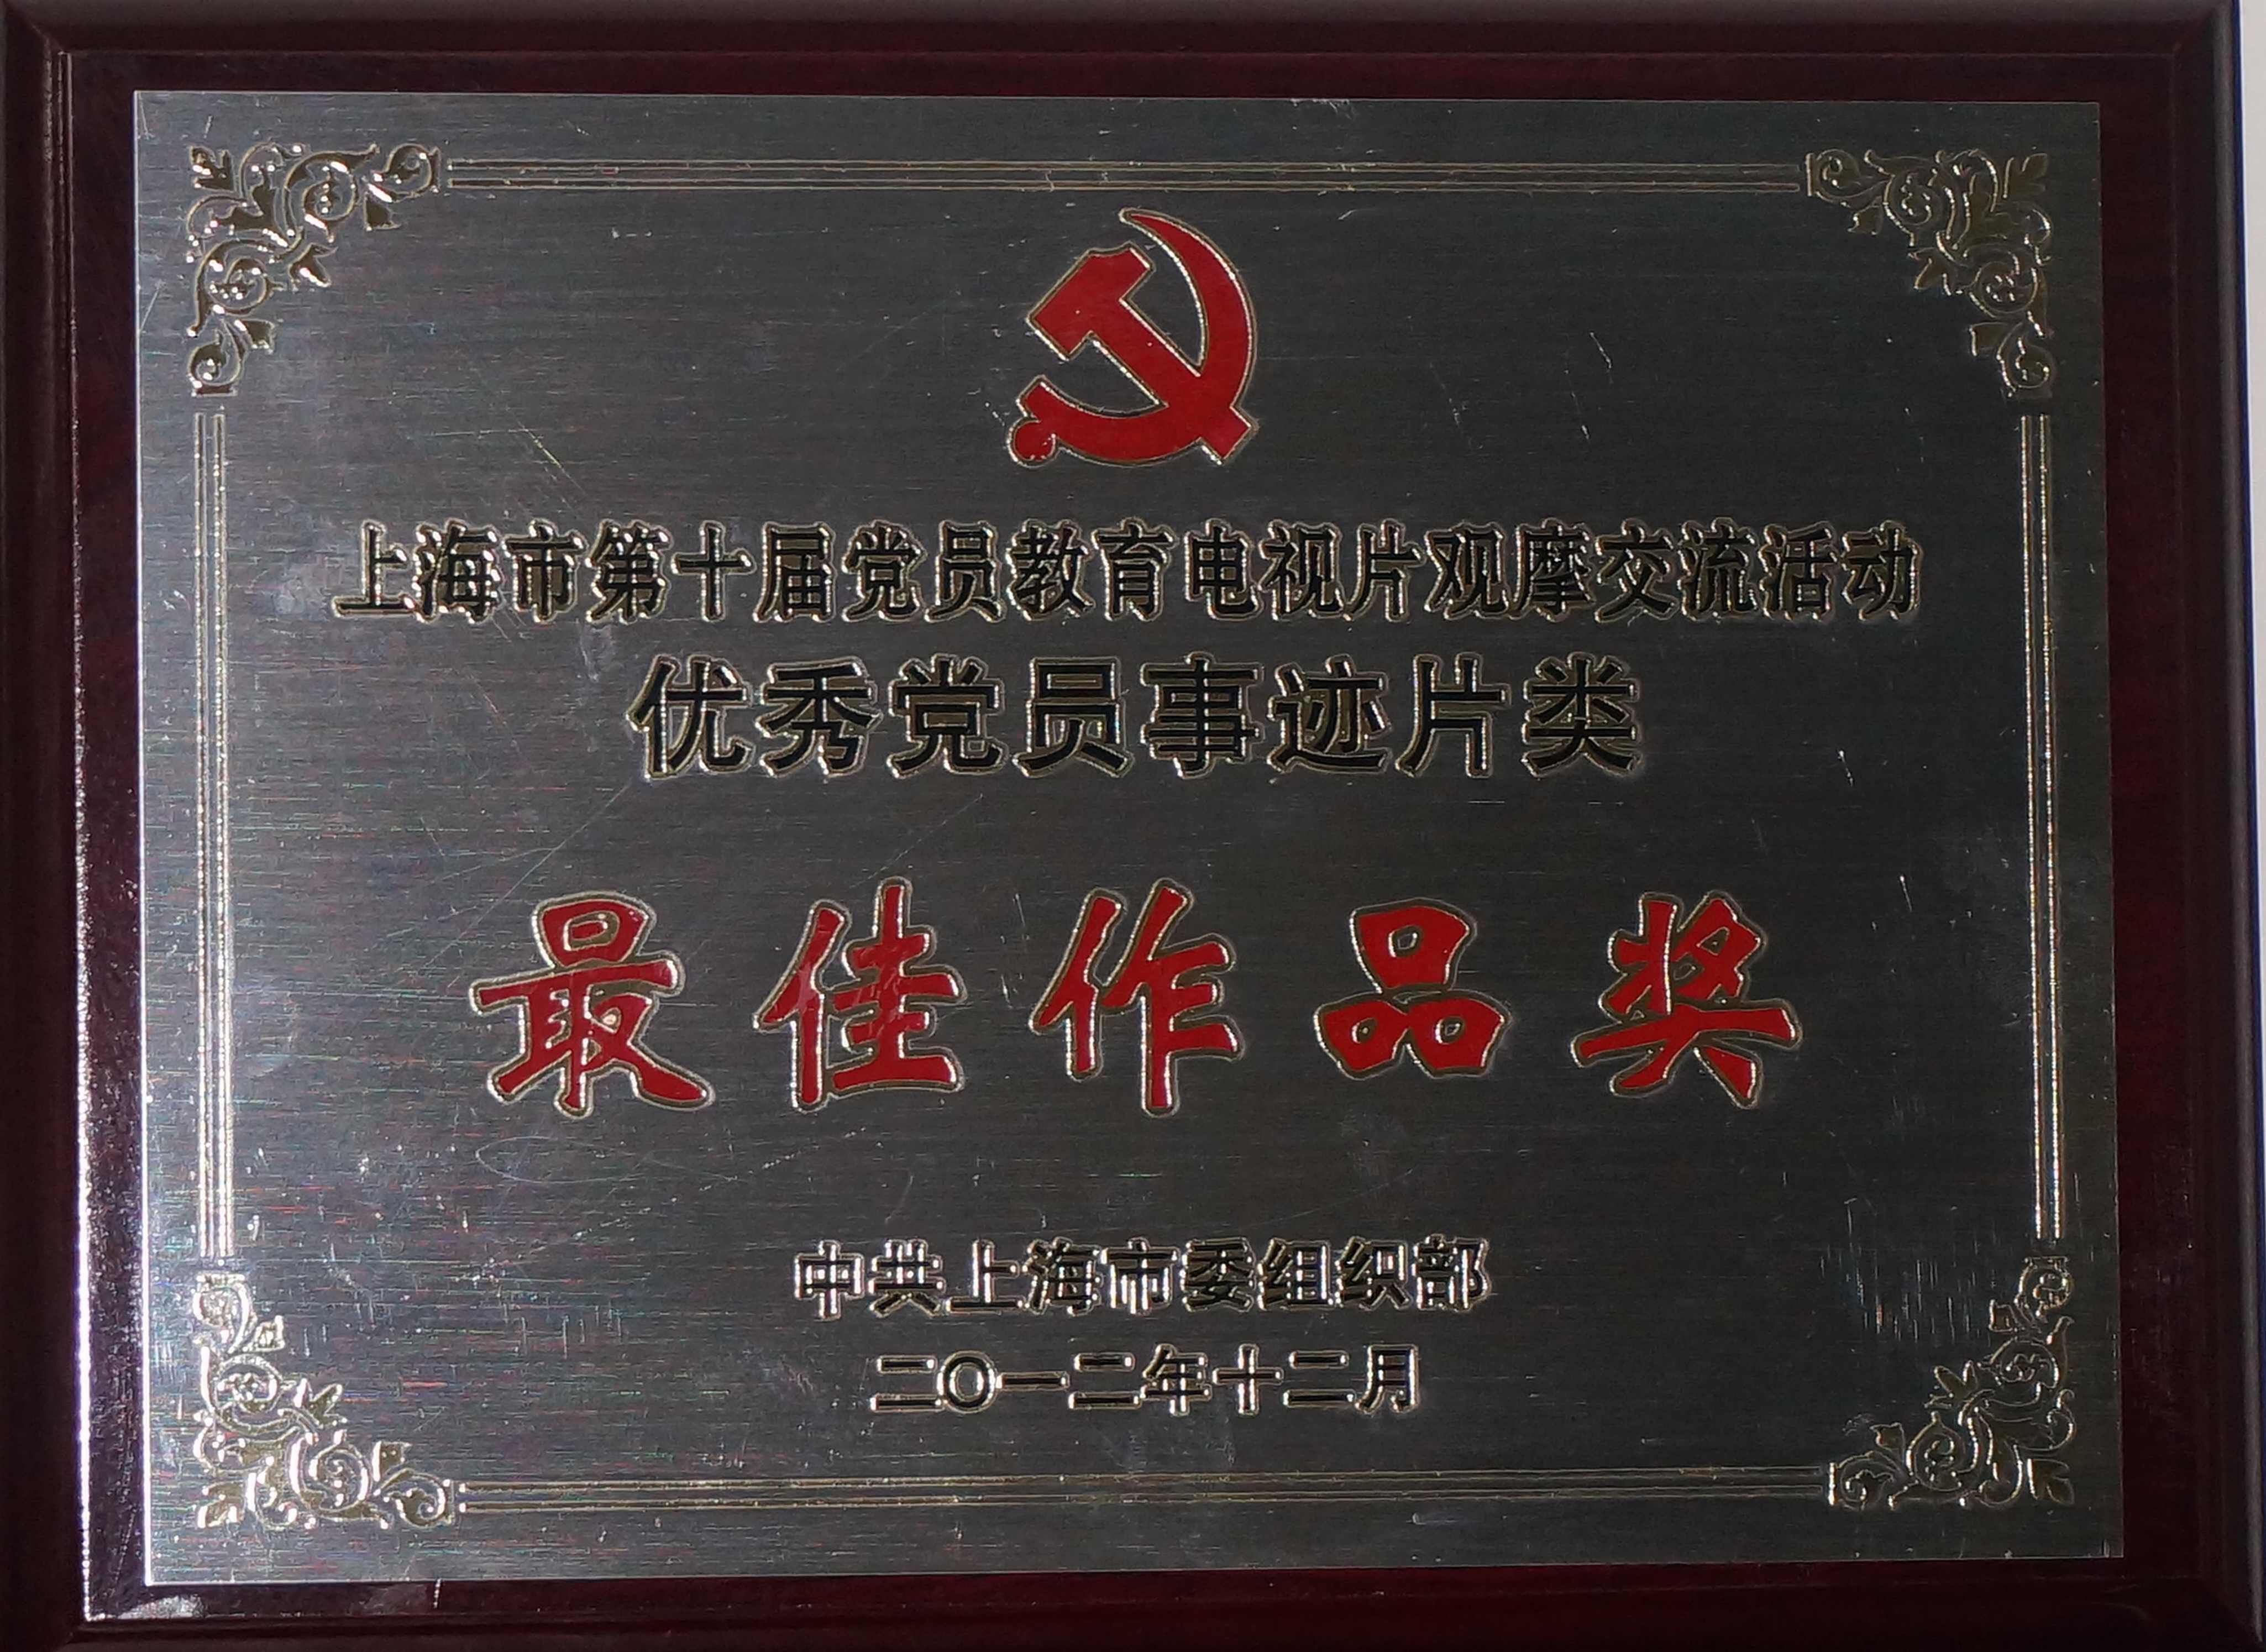 上海市第十届党员教育电视片观摩交流活动
优秀党员事迹片类
最佳作品奖
中共上海市委组织部
二〇一二年十二月